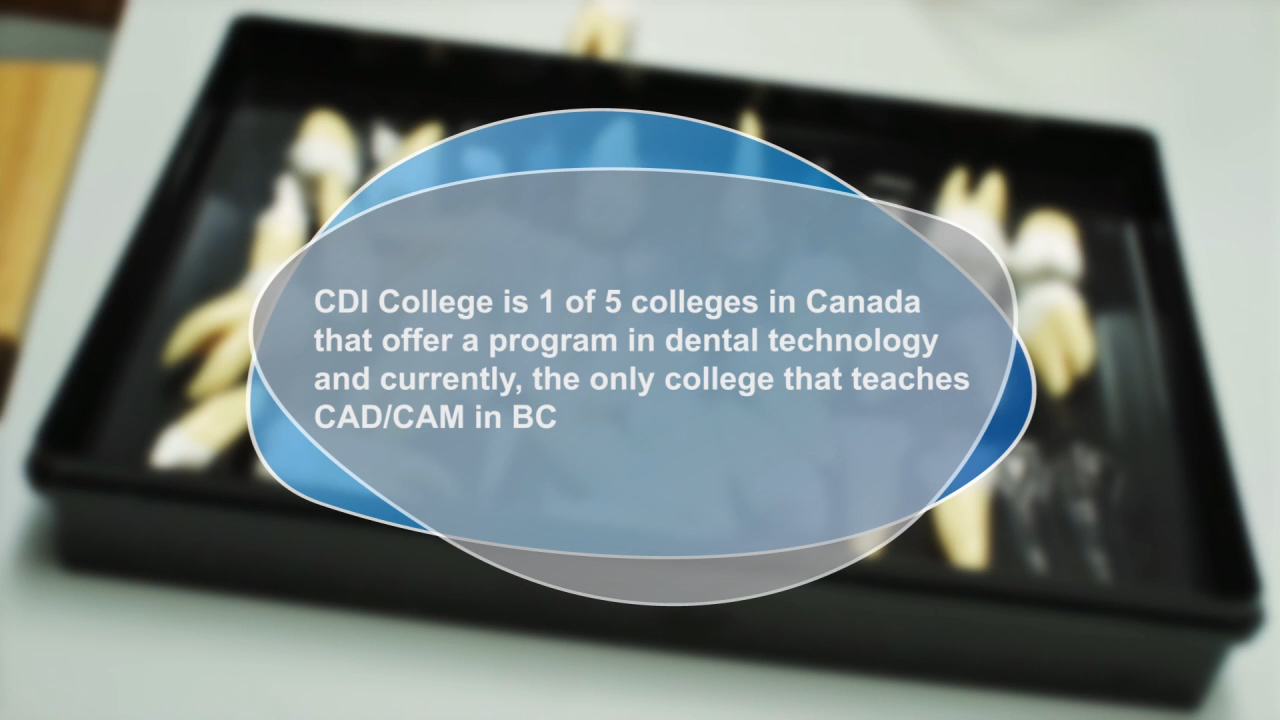 CDI College is 1 of 5 colleges in Canada
that offer a program in dental technology
and currently, the only college that teaches
CAD/CAM in BC